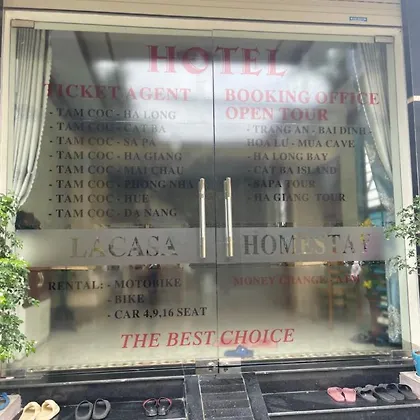 HOTEL
TICKET AGENT
- TAM COC - HA LONG
- TAM COC - CAT BA
- TAM COC - SA PA
- TAM COC - HA GIANG
- TAM COC - MAI CHAU
- TAM COC - PHONG NHA
- TAM COC - HUE
- TAM COC - DA NANG
BOOKING OFFICE
OPEN TOUR
- TRANG AN - BAI DINH -
HOA LU - MUA CAVE
- HA LONG BAY
- CAT BA ISLAND
- SAPA TOUR
- HA GIANG TOUR
LACASA HOMESTAY
RENTAL: - MOTOBIKE
- BIKE
- CAR 4,9,16 SEAT
MONEY CHANGE
THE BEST CHOICE